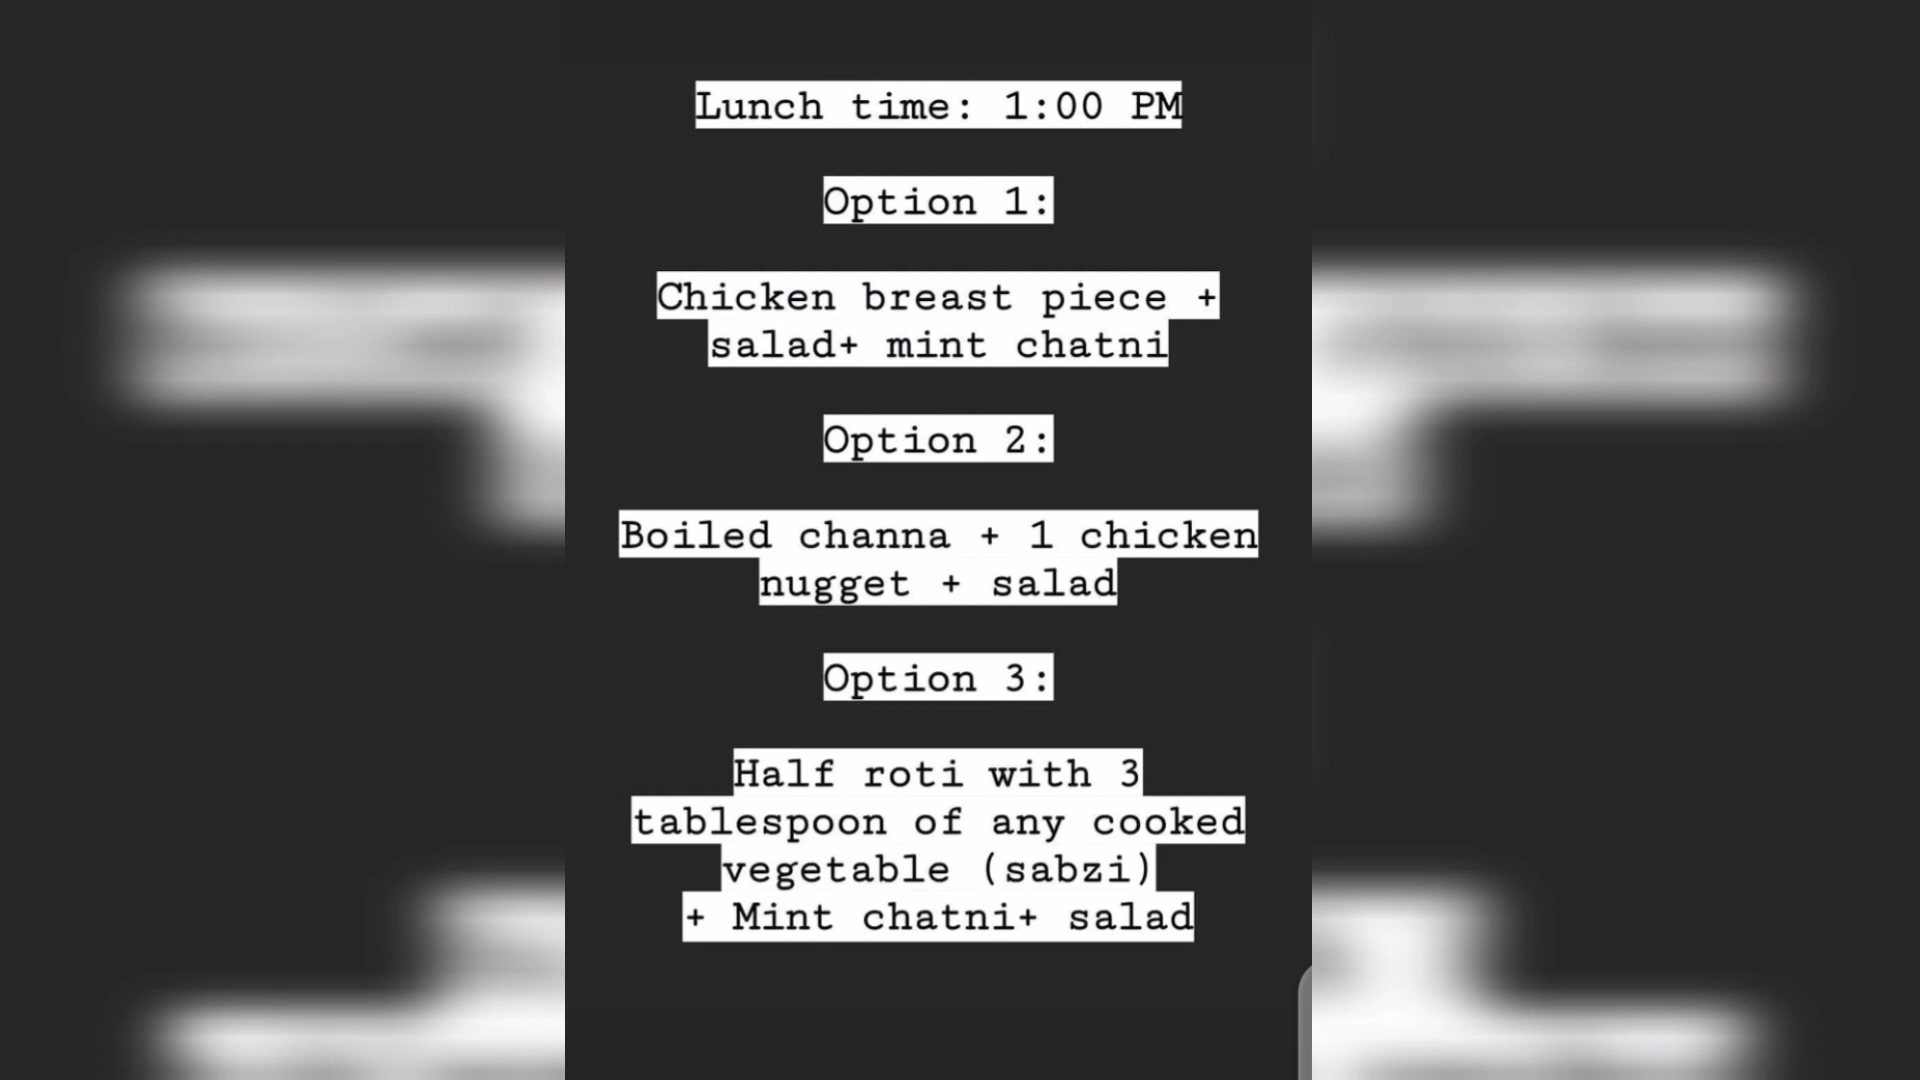 Lunch time: 1:00 PM
Option 1:
Chicken breast piece +
salad+ mint chatni
Option 2:
Boiled channa + 1 chicken
nugget + salad
Option 3:
Half roti with 3
tablespoon of any cooked
vegetable (sabzi)
+ Mint chatni+ salad